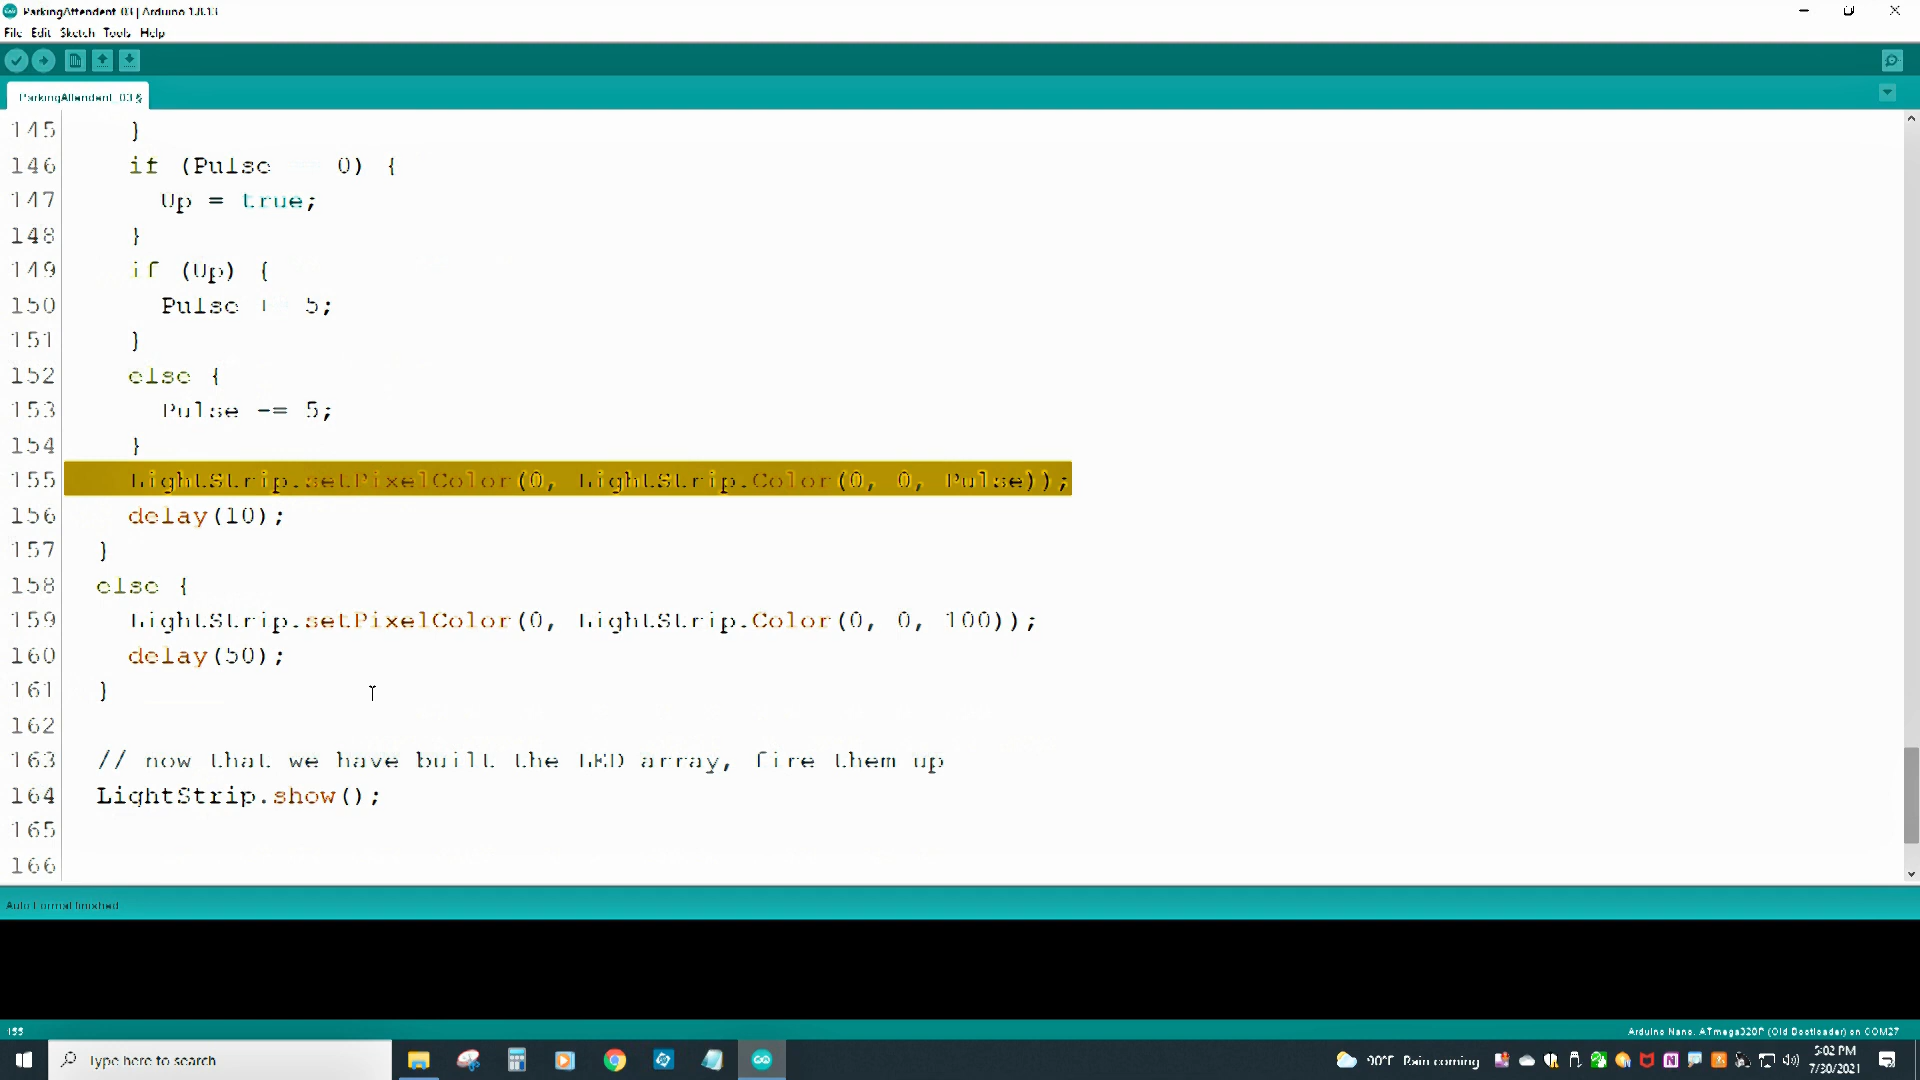 ParkingAttendent_03 | Arduino 1.8.13
File Edit Sketch Tools Help
ParkingAttendent_03 §
145 }
146 if (Pulse 0) {
147 Up = true;
148 }
149 if (Up) {
150 Pulse 5;
151 }
152 else {
153 Pulse -= 5;
154 }
155 LightStrip.setPixelColor(0, LightStrip.Color(0, 0, Pulse));
156 delay(10);
157 }
158 else {
159 LightStrip.setPixelColor(0, LightStrip.Color(0, 0, 100));
160 delay(50);
161 }
162
163 // now that we have built the LED array, fire them up
164 LightStrip.show();
165
166
Auto Format finished.
155
Arduino Nano, ATmega328P (Old Bootloader) on COM27
Type here to search
90°F Rain coming
5:02 PM
7/30/2021